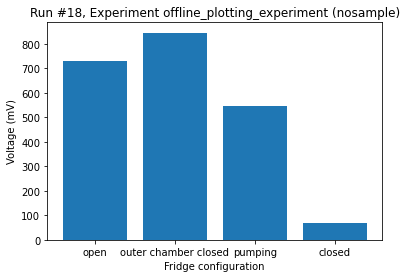 Run #18, Experiment offline_plotting_experiment (nosample)
800
700
600
500
400
300
200
100
0
Voltage (mV)
open outer chamber closed pumping closed
Fridge configuration